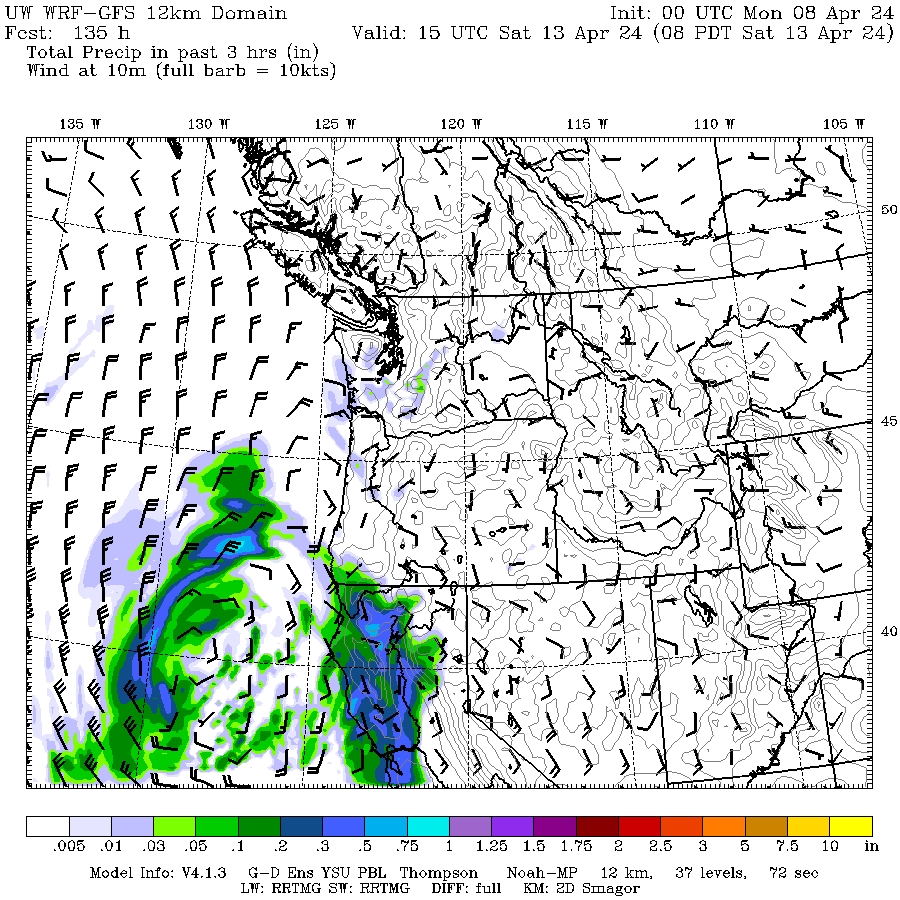 UW WRF-GFS 12km Domain Init: 00 UTC Mon 08 Apr 24
Fcst: 135 h Valid: 15 UTC Sat 13 Apr 24 (08 PDT Sat 13 Apr 24)
Total Precip in past 3 hrs (in)
Wind at 10m (full barb = 10kts)
135 W 130 W 125 W 120 W 115 W 110 W 105 W
50
45
40
.005 .01 .03 .05 .1 .2 .3 .5 .75 1 1.25 1.5 1.75 2 2.5 3 5 7.5 10 in
Model Info: V4.1.3 G-D Ens YSU PBL Thompson Noah-MP 12 km, 37 levels, 72 sec
LW: RRTMG SW: RRTMG DIFF: full KM: 2D Smagor